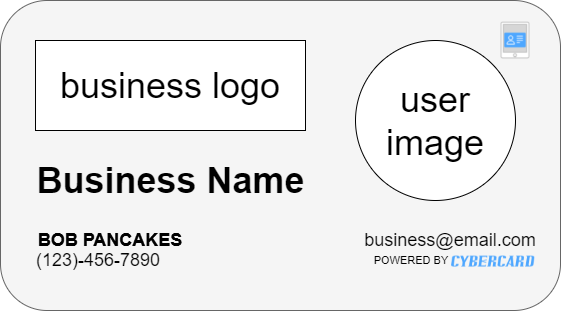 business logo
user
image
Business Name
BOB PANCAKES
(123)-456-7890
business@email.com
POWERED BY CYBERCARD